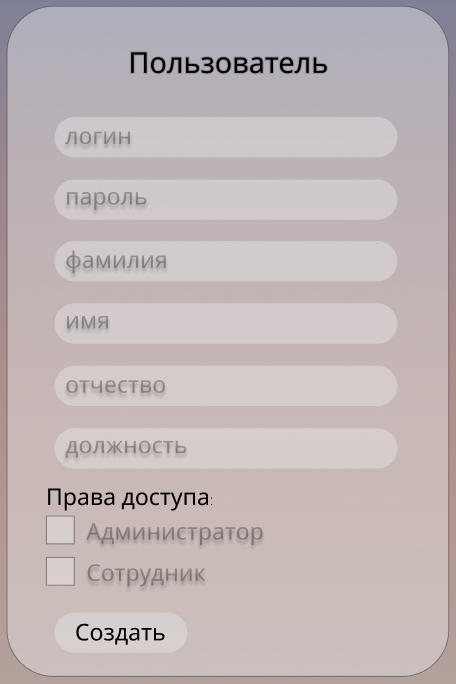 Пользователь
логин
пароль
фамилия
имя
отчество
должность
Права доступа:
Администратор
Сотрудник
Создать